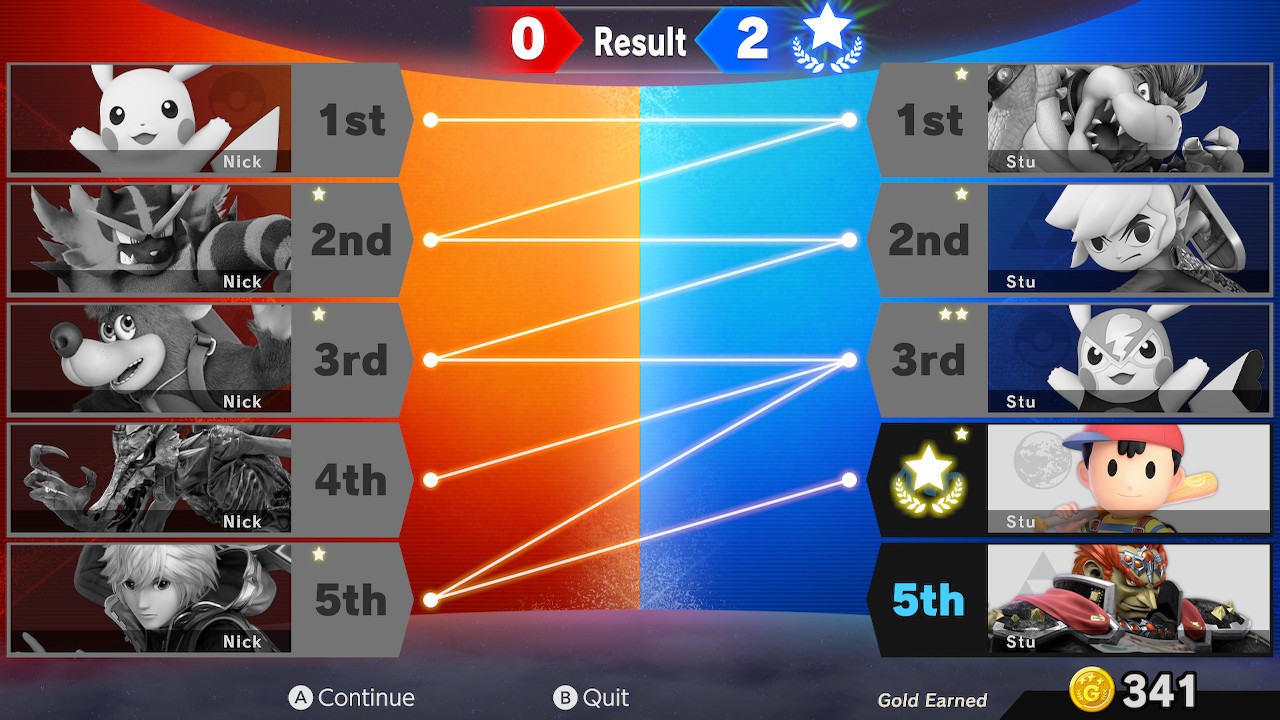 0 Result 2
1st
Nick
1st
Stu
2nd
Nick
2nd
Stu
3rd
Nick
3rd
Stu
4th
Nick
Stu
5th
Nick
5th
Stu
A Continue
B Quit
Gold Earned G 341